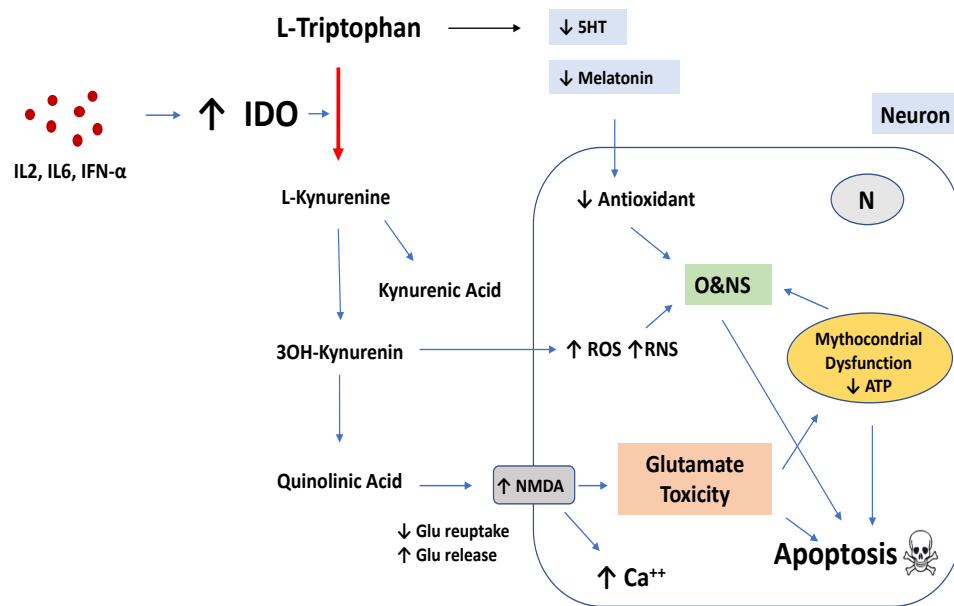 L-Triptophan
↓ 5HT
↓ Melatonin
↑ IDO
IL2, IL6, IFN-α
Neuron
L-Kynurenine
↓ Antioxidant
N
Kynurenic Acid
O&NS
3OH-Kynurenin
↑ ROS ↑RNS
Mythocondrial
Dysfunction
↓ ATP
Quinolinic Acid
↑ NMDA
Glutamate
Toxicity
↓ Glu reuptake
↑ Glu release
↑ Ca⁺⁺
Apoptosis